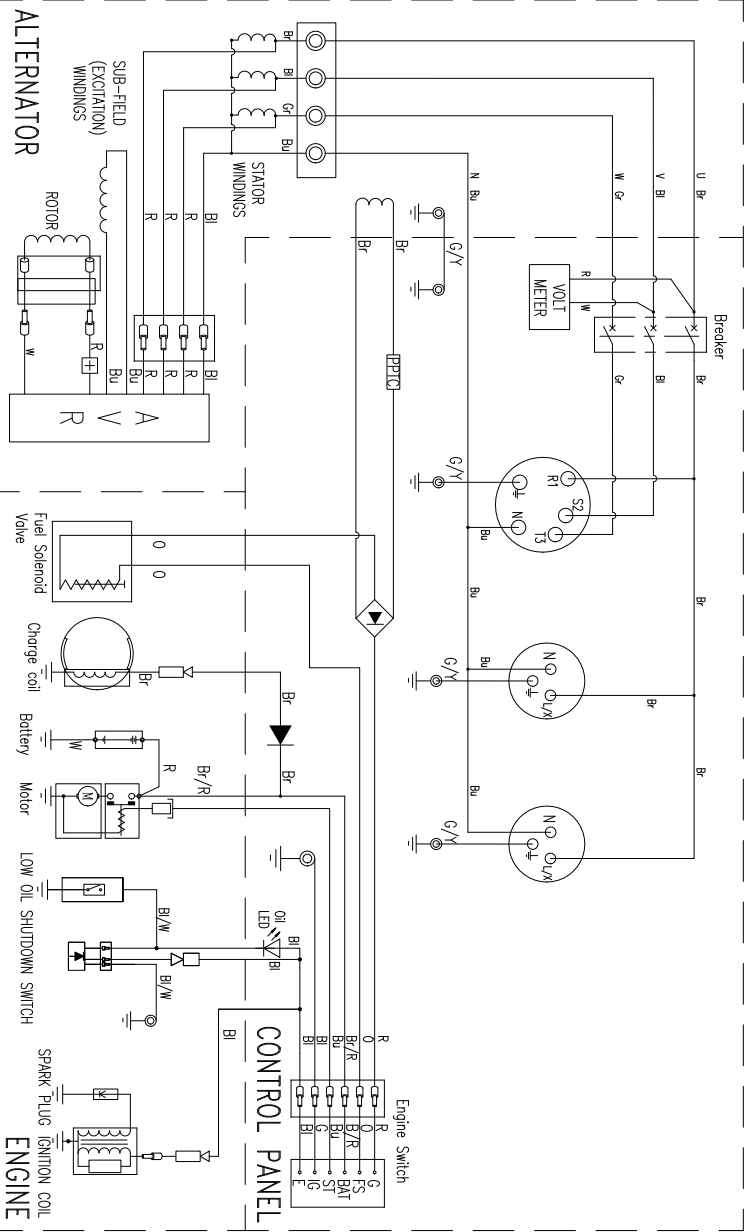 ALTERNATOR
SUB-FIELD
(EXCITATION)
WINDINGS
ROTOR
STATOR
WINDINGS
Br
Bl
Gr
Bu
R
R
R
Bl
R
R
R
Bl
Bu
Bu
R
W
+
A V R
U Br
V Bl
W Gr
N Bu
G/Y
Br
Br
PPTC
VOLT
METER
R
W
Breaker
Br
Bl
Gr
R1
S2
T3
N
G/Y
Bu
Br
Bu
N
L/X
G/Y
Bu
Br
Br
Bu
N
L/X
G/Y
Fuel Solenoid
Valve
O
O
Charge coil
Br
Br
Br
Battery
W
R
Br/R
Motor
M
LOW OIL SHUTDOWN SWITCH
Bl/W
Bl/W
Oil
LED
Bl
Bl
Bl
SPARK PLUG
IGNITION COIL
ENGINE
CONTROL PANEL
Engine Switch
R
O
Br/R
Bu
Bl
Bl
R
O
B/R
Bu
G
Bl
G
FS
BAT
ST
IG
E